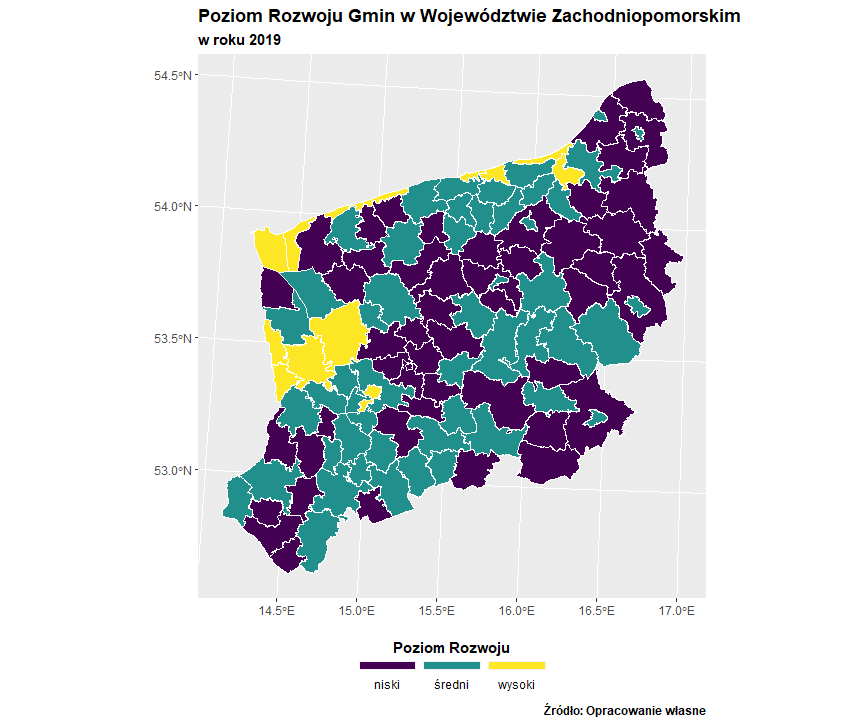 Poziom Rozwoju Gmin w Województwie Zachodniopomorskim
w roku 2019
54.5°N
54.0°N
53.5°N
53.0°N
14.5°E 15.0°E 15.5°E 16.0°E 16.5°E 17.0°E
Poziom Rozwoju
niski średni wysoki
Źródło: Opracowanie własne